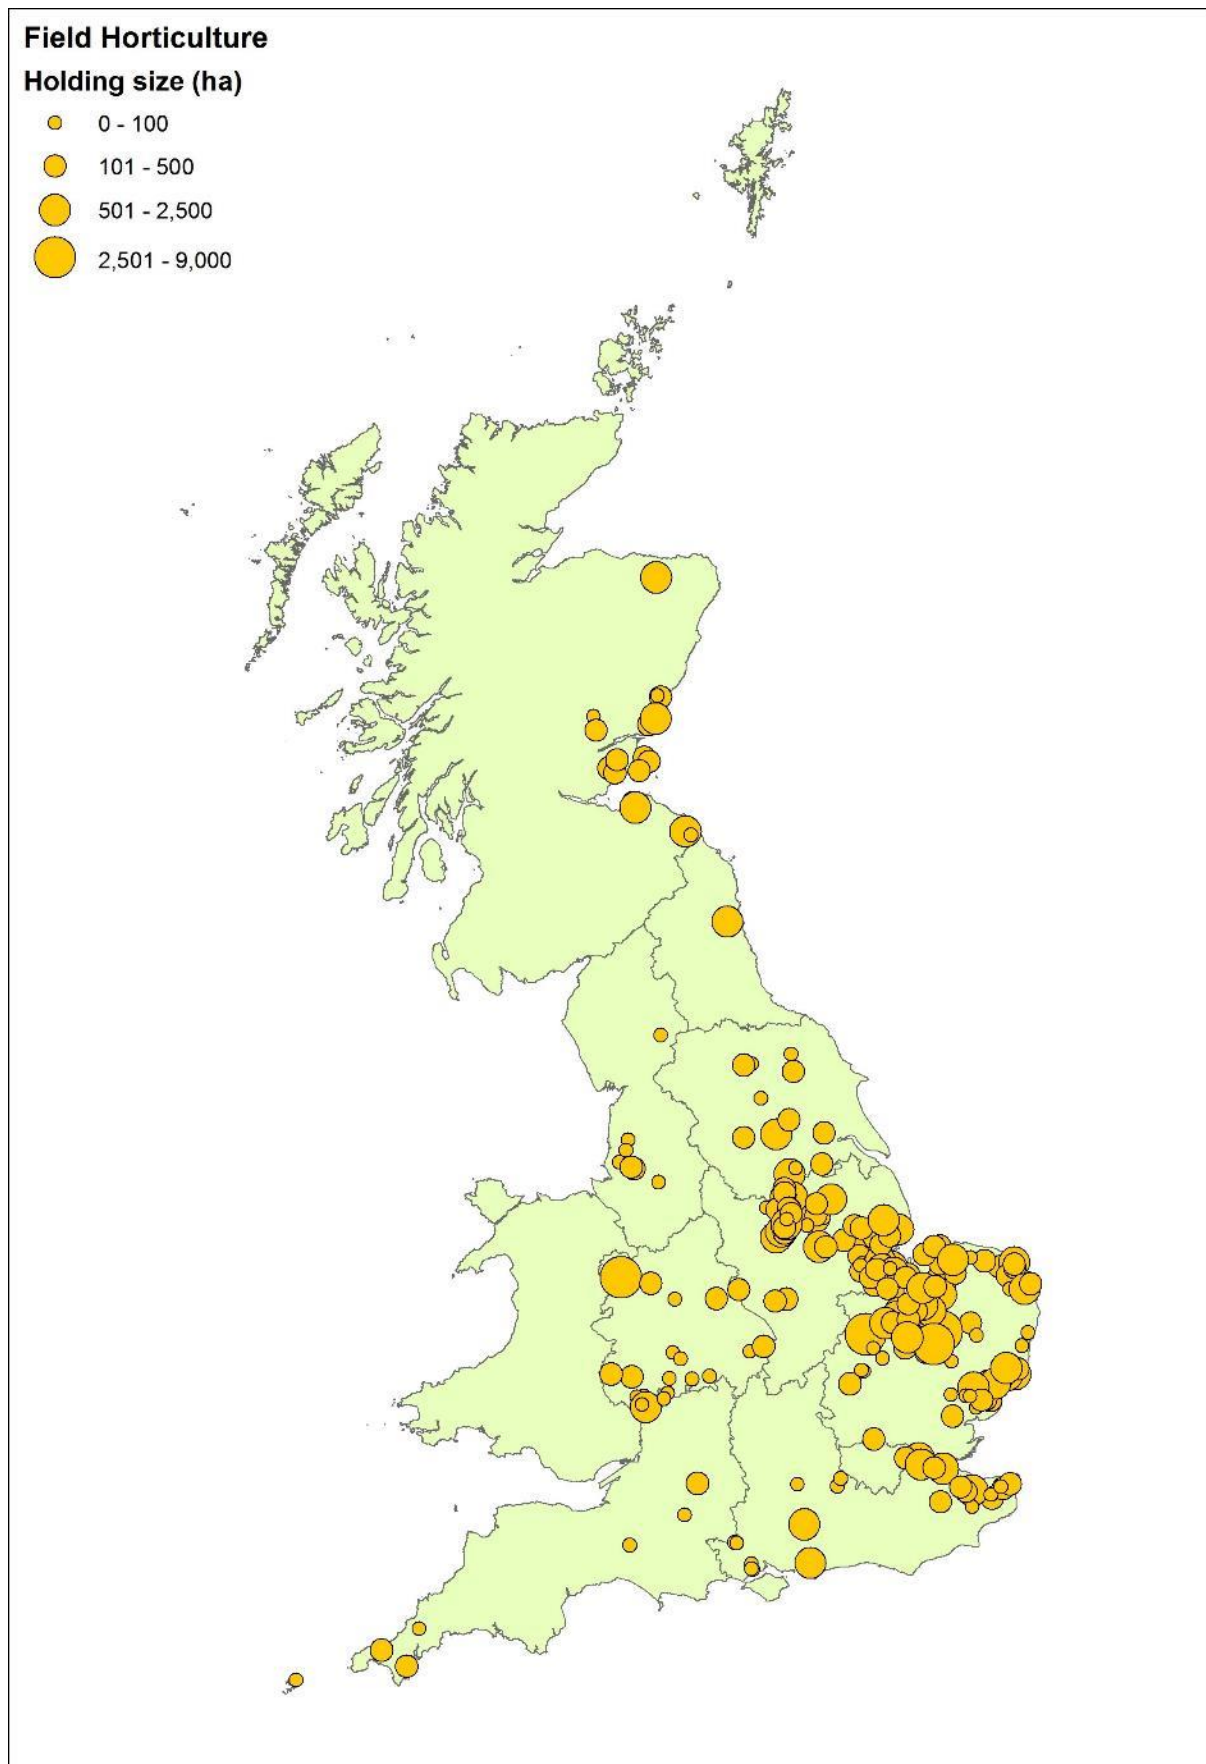 Field Horticulture
Holding size (ha)
0 - 100
101 - 500
501 - 2,500
2,501 - 9,000